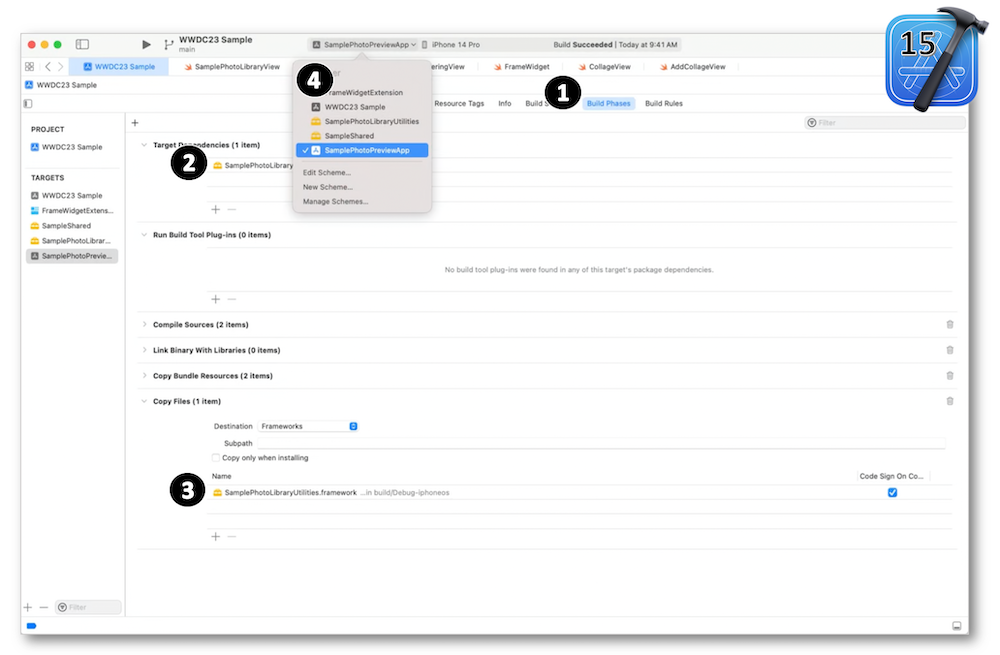 15
WWDC23 Sample
main
SamplePhotoPreviewApp
iPhone 14 Pro
Build Succeeded | Today at 9:41 AM
WWDC23 Sample
SamplePhotoLibraryView
eringView
FrameWidget
CollageView
AddCollageView
WWDC23 Sample
4
er
rameWidgetExtension
WWDC23 Sample
SamplePhotoLibraryUtilities
SampleShared
SamplePhotoPreviewApp
Edit Scheme...
New Scheme...
Manage Schemes...
Resource Tags
Info
Build S
1
Build Phases
Build Rules
Filter
PROJECT
WWDC23 Sample
TARGETS
WWDC23 Sample
FrameWidgetExtens...
SampleShared
SamplePhotoLibrar...
SamplePhotoPrevie...
Filter
Target Dependencies (1 item)
2
SamplePhotoLibrary
Run Build Tool Plug-ins (0 items)
No build tool plug-ins were found in any of this target's package dependencies.
Compile Sources (2 items)
Link Binary With Libraries (0 items)
Copy Bundle Resources (2 items)
Copy Files (1 item)
Destination Frameworks
Subpath
Copy only when installing
Name
Code Sign On Co...
3
SamplePhotoLibraryUtilities.framework ...in build/Debug-iphoneos